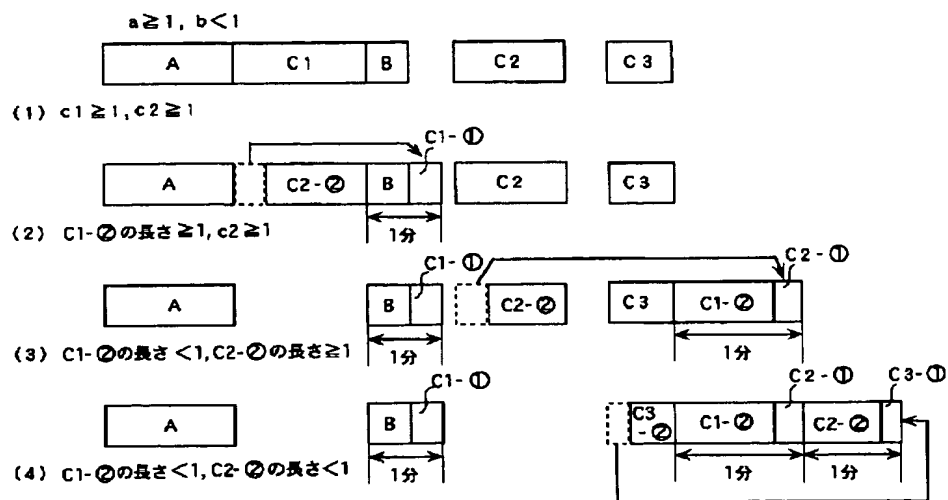 a≧1, b<1
A C1 B C2 C3
(1) c1≧1, c2≧1
C1-①
A C2-② B C2 C3
1分
(2) C1-②の長さ≧1, c2≧1
C1-① C2-①
A B C2-② C3 C1-②
1分 1分
(3) C1-②の長さ<1, C2-②の長さ≧1
C1-① C2-① C3-①
A B C3-② C1-② C2-②
1分 1分 1分
(4) C1-②の長さ<1, C2-②の長さ<1